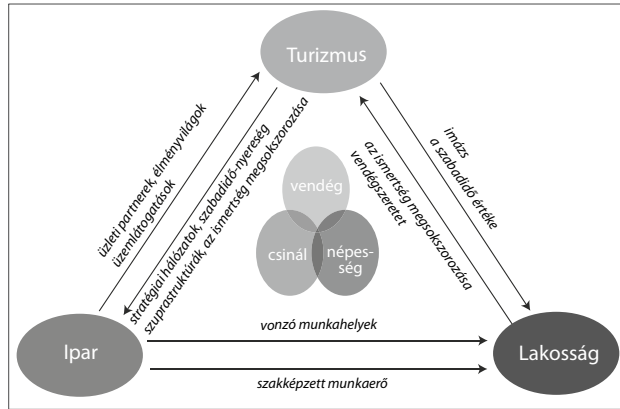 Turizmus
üzleti partnerek, élményvilágok
üzemlátogatások
stratégiai hálózatok, szabadidő-nyereség
szuprastruktúrák, az ismertség megsokszorozása
vendég
csinál
népes-
ség
az ismertség megsokszorozása
vendégszeretet
imázs
a szabadidő értéke
Ipar
vonzó munkahelyek
szakképzett munkaerő
Lakosság